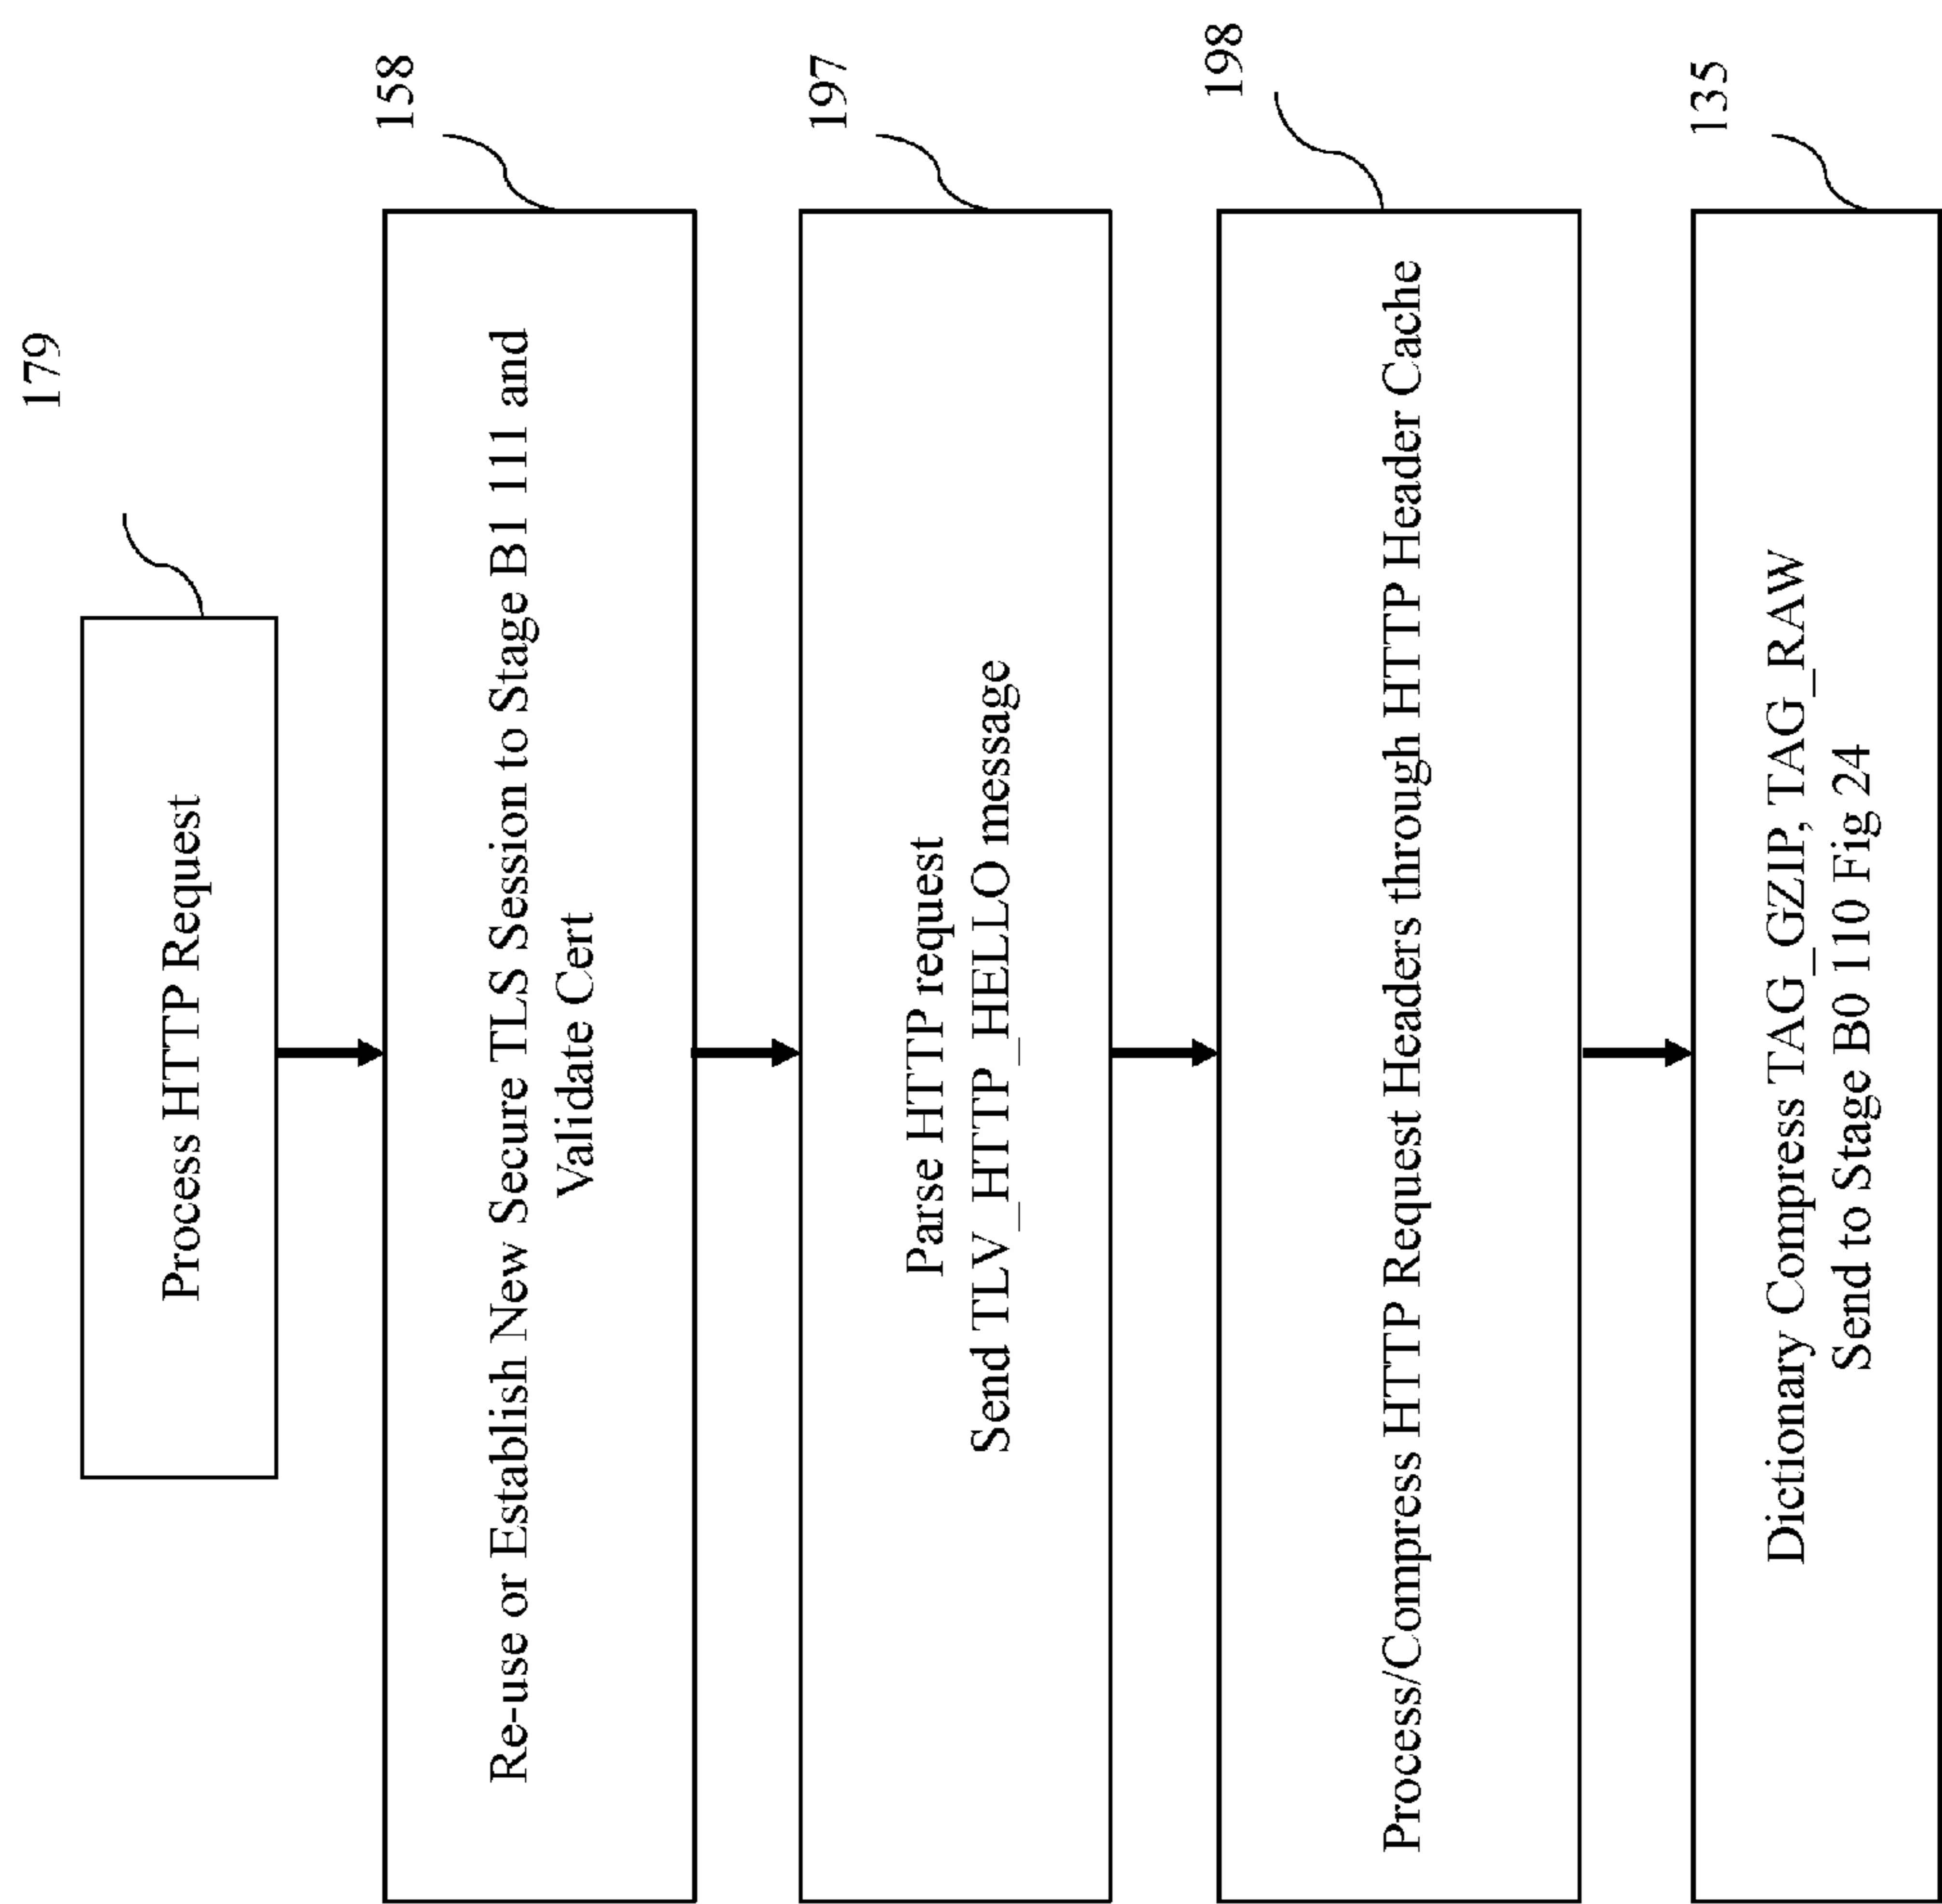 179
Process HTTP Request
158
Re-use or Establish New Secure TLS Session to Stage B1 111 and
Validate Cert
197
Parse HTTP request
Send TLV_HTTP_HELLO message
198
Process/Compress HTTP Request Headers through HTTP Header Cache
135
Dictionary Compress TAG_GZIP, TAG_RAW
Send to Stage B0 110 Fig 24